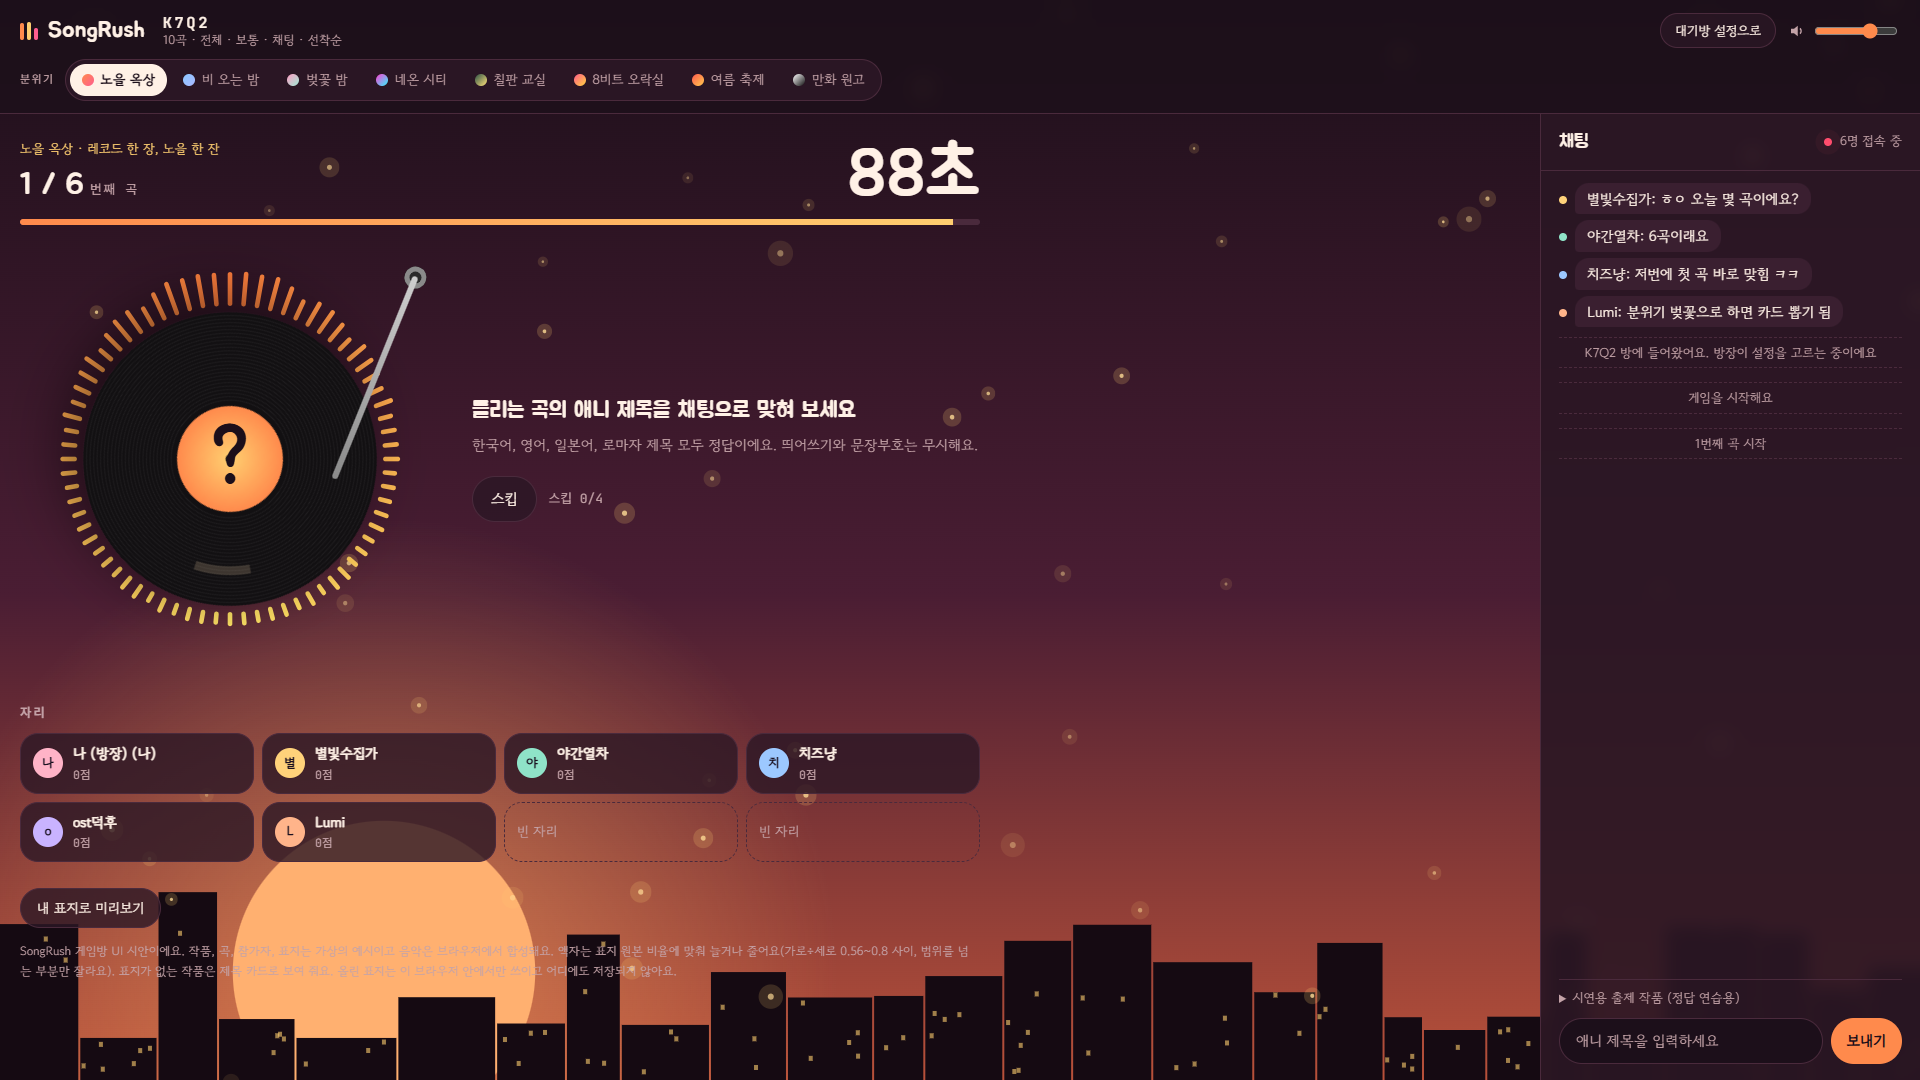 SongRush
K7Q2
10곡 · 전체 · 보통 · 채팅 · 선착순
대기방 설정으로
분위기
노을 옥상
비 오는 밤
벚꽃 밤
네온 시티
칠판 교실
8비트 오락실
여름 축제
만화 원고
노을 옥상 · 레코드 한 장, 노을 한 잔
1 / 6 번째 곡
88초
?
들리는 곡의 애니 제목을 채팅으로 맞혀 보세요
한국어, 영어, 일본어, 로마자 제목 모두 정답이에요. 띄어쓰기와 문장부호는 무시해요.
스킵
스킵 0/4
자리
나
나 (방장) (나)
0점
별
별빛수집가
0점
야
야간열차
0점
치
치즈냥
0점
o
ost덕후
0점
L
Lumi
0점
빈 자리
빈 자리
내 표지로 미리보기
SongRush 게임방 UI 시안이에요. 작품, 곡, 참가자, 표지는 가상의 예시이고 음악은 브라우저에서 합성돼요. 액자는 표지 원본 비율에 맞춰 늘거나 줄어요(가로÷세로 0.56~0.8 사이, 범위를 넘
는 부분만 잘라요). 표지가 없는 작품은 제목 카드로 보여 줘요. 올린 표지는 이 브라우저 안에서만 쓰이고 어디에도 저장되지 않아요.
채팅
6명 접속 중
별빛수집가: ㅎㅇ 오늘 몇 곡이에요?
야간열차: 6곡이래요
치즈냥: 저번에 첫 곡 바로 맞힘 ㅋㅋ
Lumi: 분위기 벚꽃으로 하면 카드 뽑기 됨
K7Q2 방에 들어왔어요. 방장이 설정을 고르는 중이에요
게임을 시작해요
1번째 곡 시작
▶ 시연용 출제 작품 (정답 연습용)
애니 제목을 입력하세요
보내기